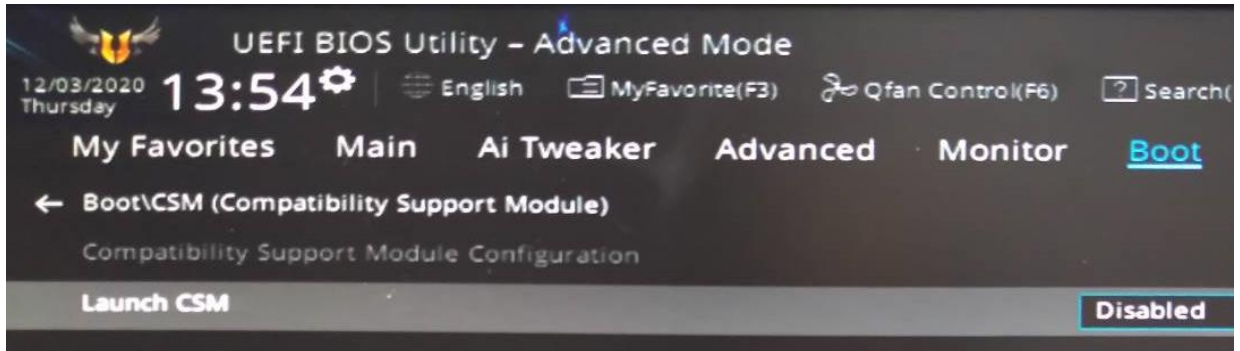 UEFI BIOS Utility – Advanced Mode
12/03/2020
Thursday
13:54
English MyFavorite(F3) Qfan Control(F6) ? Search(
My Favorites Main Ai Tweaker Advanced Monitor Boot
← Boot\CSM (Compatibility Support Module)
Compatibility Support Module Configuration
Launch CSM Disabled